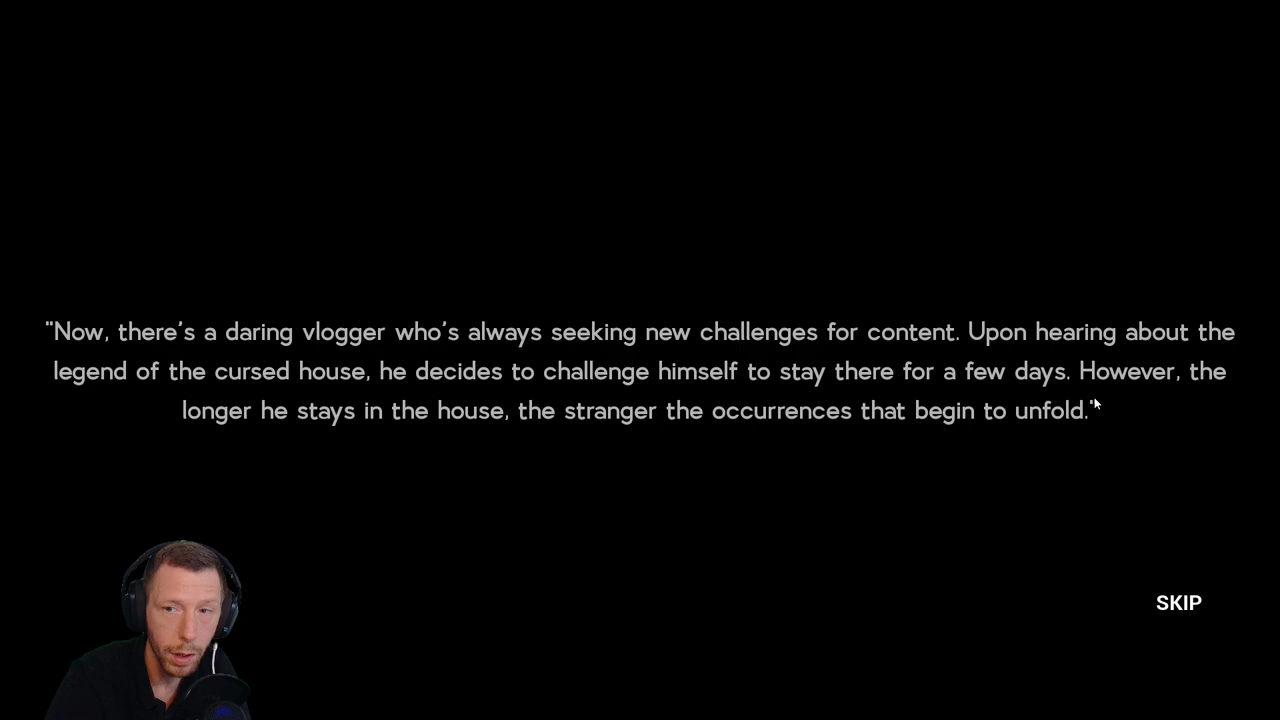 "Now, there's a daring vlogger who's always seeking new challenges for content. Upon hearing about the
legend of the cursed house, he decides to challenge himself to stay there for a few days. However, the
longer he stays in the house, the stranger the occurrences that begin to unfold."
SKIP